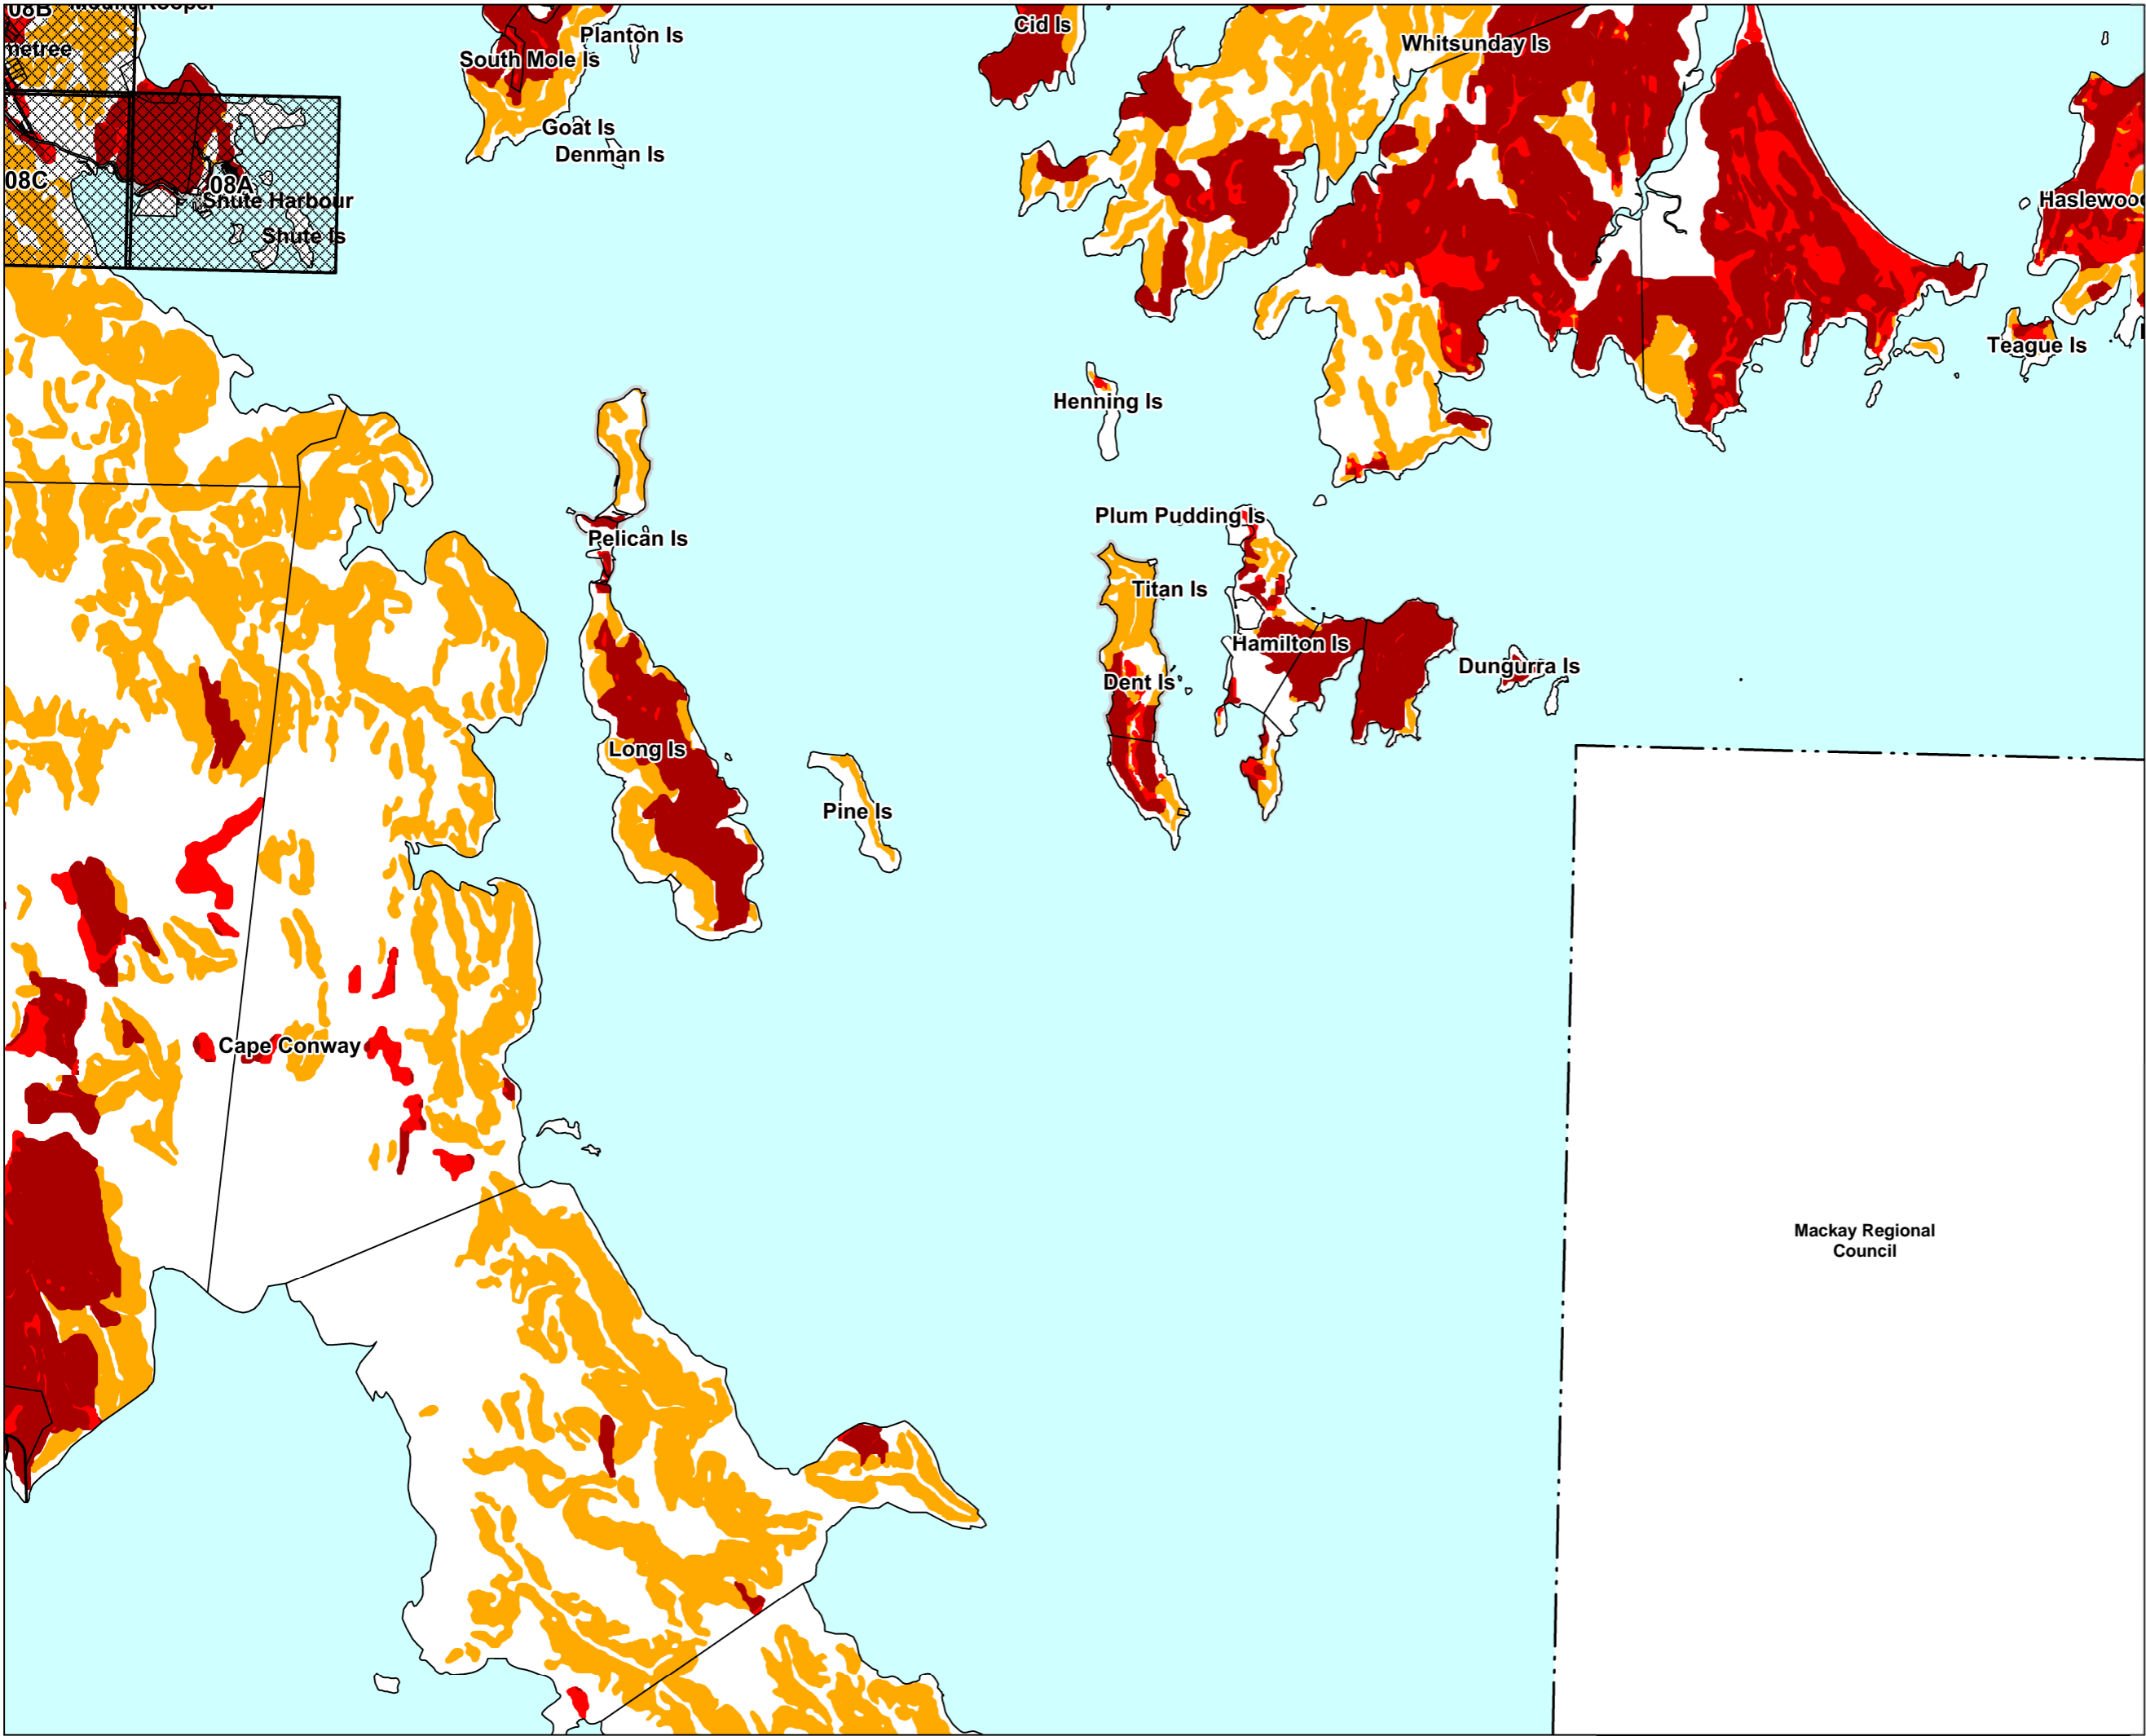 08B
Planton Is
South Mole Is
Cid Is
Whitsunday Is
Goat Is
Denman Is
08C
08A
Shute Harbour
Shute Is
Teague Is
Henning Is
Plum Pudding Is
Pelican Is
Titan Is
Hamilton Is
Dungurra Is
Dent Is
Long Is
Pine Is
Cape Conway
Mackay Regional
Council